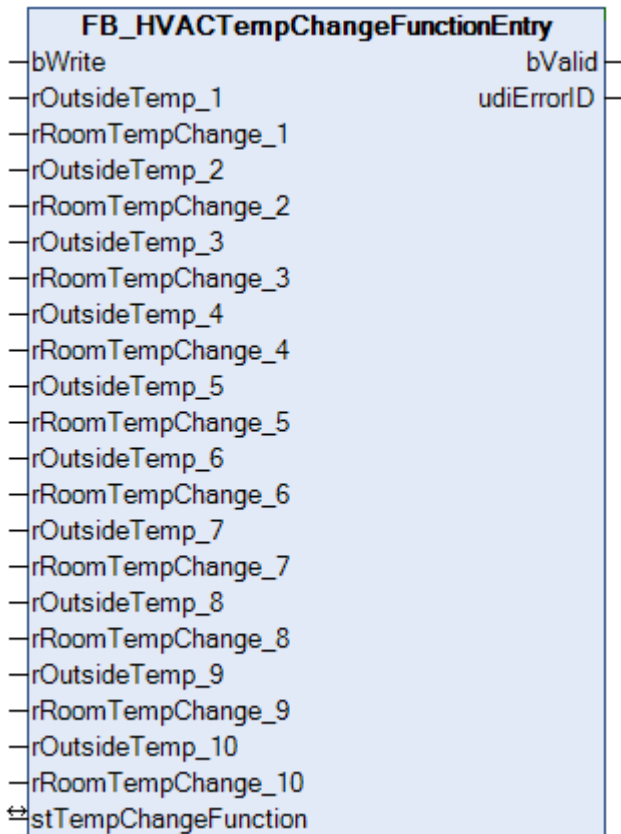 FB_HVACTempChangeFunctionEntry
bWrite bValid
rOutsideTemp_1 udiErrorID
rRoomTempChange_1
rOutsideTemp_2
rRoomTempChange_2
rOutsideTemp_3
rRoomTempChange_3
rOutsideTemp_4
rRoomTempChange_4
rOutsideTemp_5
rRoomTempChange_5
rOutsideTemp_6
rRoomTempChange_6
rOutsideTemp_7
rRoomTempChange_7
rOutsideTemp_8
rRoomTempChange_8
rOutsideTemp_9
rRoomTempChange_9
rOutsideTemp_10
rRoomTempChange_10
stTempChangeFunction